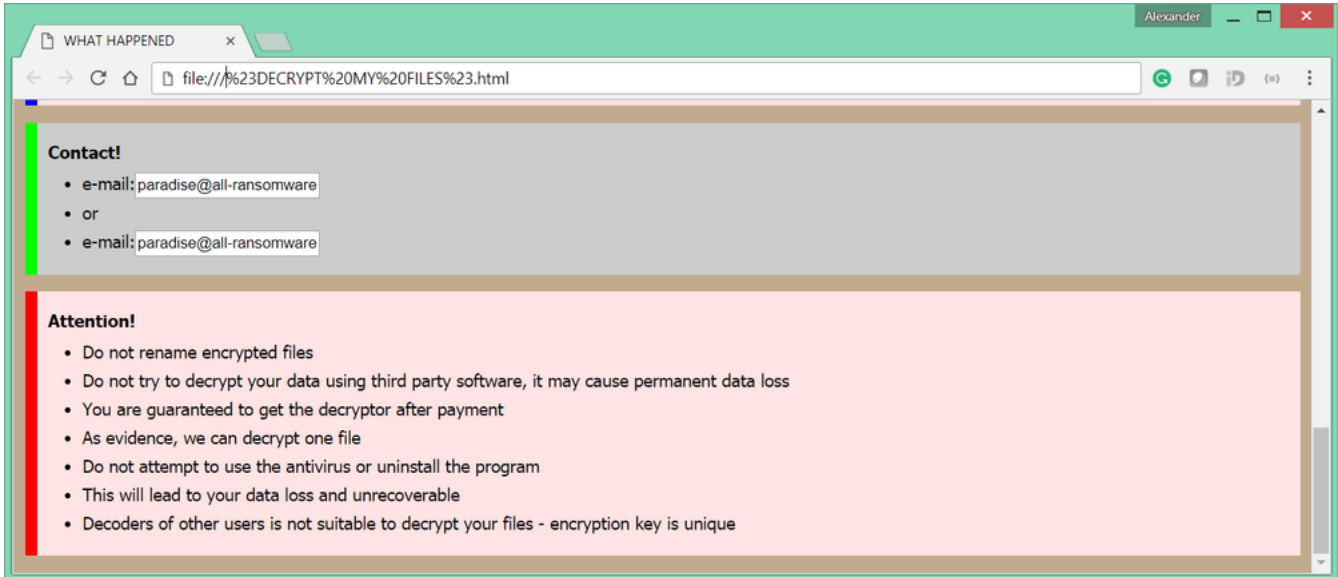 Alexander
WHAT HAPPENED
file:///%23DECRYPT%20MY%20FILES%23.html
Contact!
• e-mail: paradise@all-ransomware
• or
• e-mail: paradise@all-ransomware
Attention!
• Do not rename encrypted files
• Do not try to decrypt your data using third party software, it may cause permanent data loss
• You are guaranteed to get the decryptor after payment
• As evidence, we can decrypt one file
• Do not attempt to use the antivirus or uninstall the program
• This will lead to your data loss and unrecoverable
• Decoders of other users is not suitable to decrypt your files - encryption key is unique